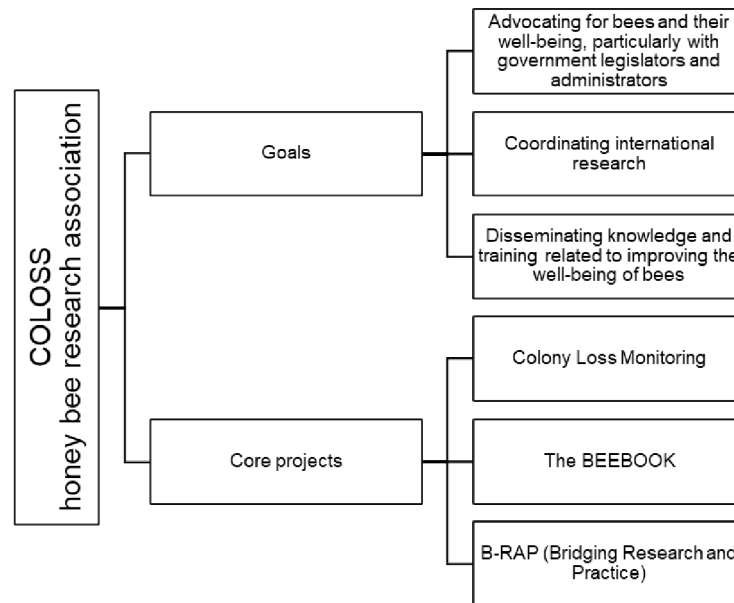 COLOSS
honey bee research association
Goals
Advocating for bees and their
well-being, particularly with
government legislators and
administrators
Coordinating international
research
Disseminating knowledge and
training related to improving the
well-being of bees
Core projects
Colony Loss Monitoring
The BEEBOOK
B-RAP (Bridging Research and
Practice)